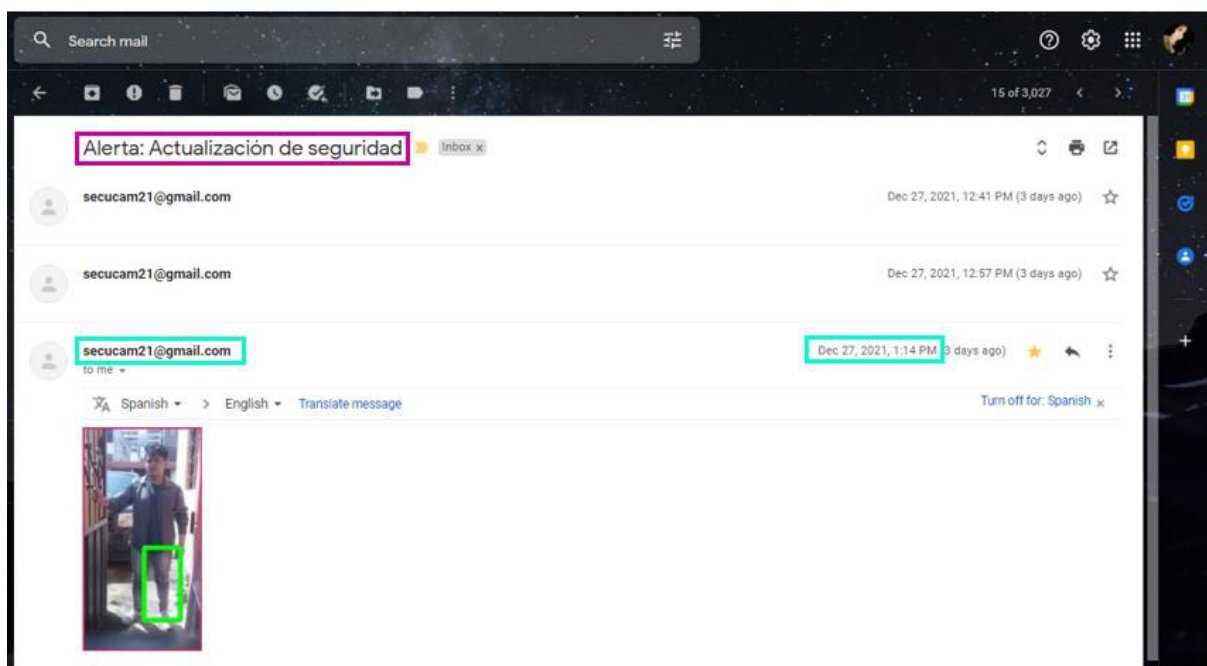 Search mail
15 of 3,027
Alerta: Actualización de seguridad Inbox x
secucam21@gmail.com Dec 27, 2021, 12:41 PM (3 days ago)
secucam21@gmail.com Dec 27, 2021, 12:57 PM (3 days ago)
secucam21@gmail.com Dec 27, 2021, 1:14 PM (3 days ago)
to me
Spanish > English Translate message Turn off for: Spanish x